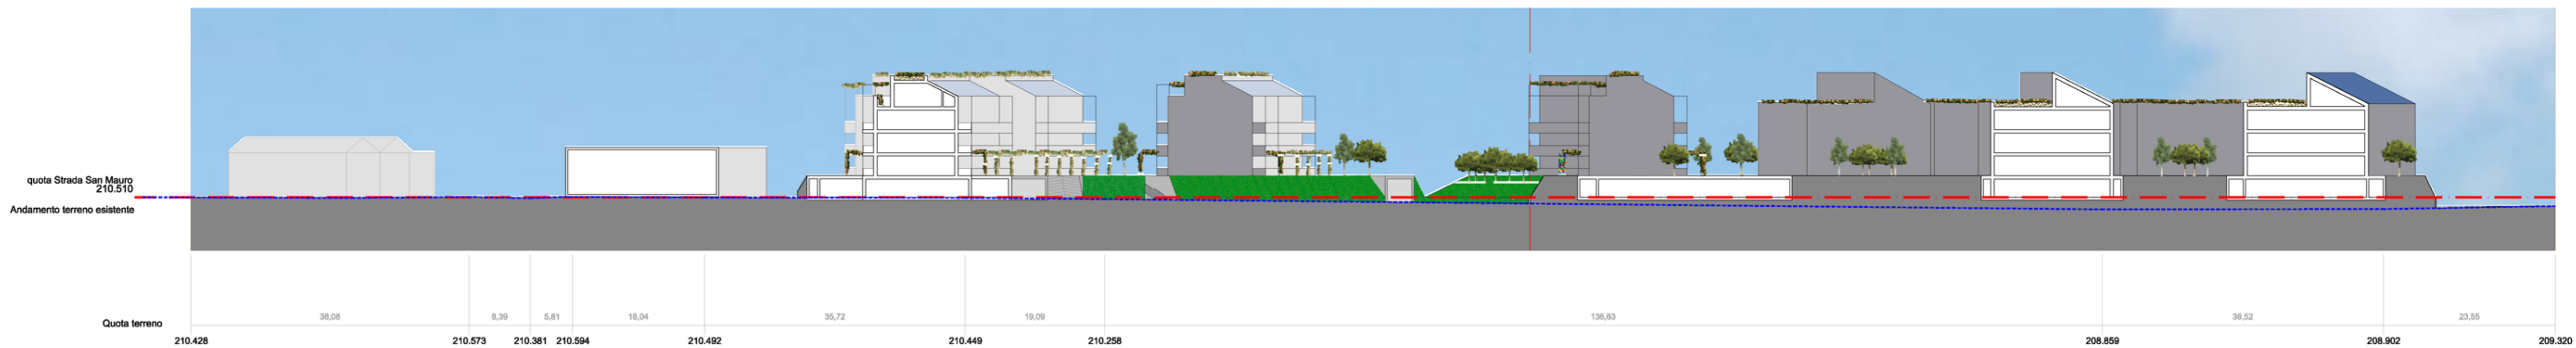 quota Strada San Mauro
210.510
Andamento terreno esistente
38,08 8,39 5,81 18,04 35,72 19,09 136,63 38,52 23,55
Quota terreno
210.428 210.573 210.381 210.594 210.492 210.449 210.258 208.859 208.902 209.320